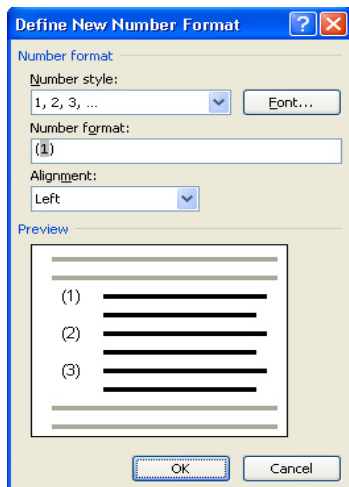 Define New Number Format
Number format
Number style:
1, 2, 3, ...
Font...
Number format:
(1)
Alignment:
Left
Preview
(1)
(2)
(3)
OK
Cancel